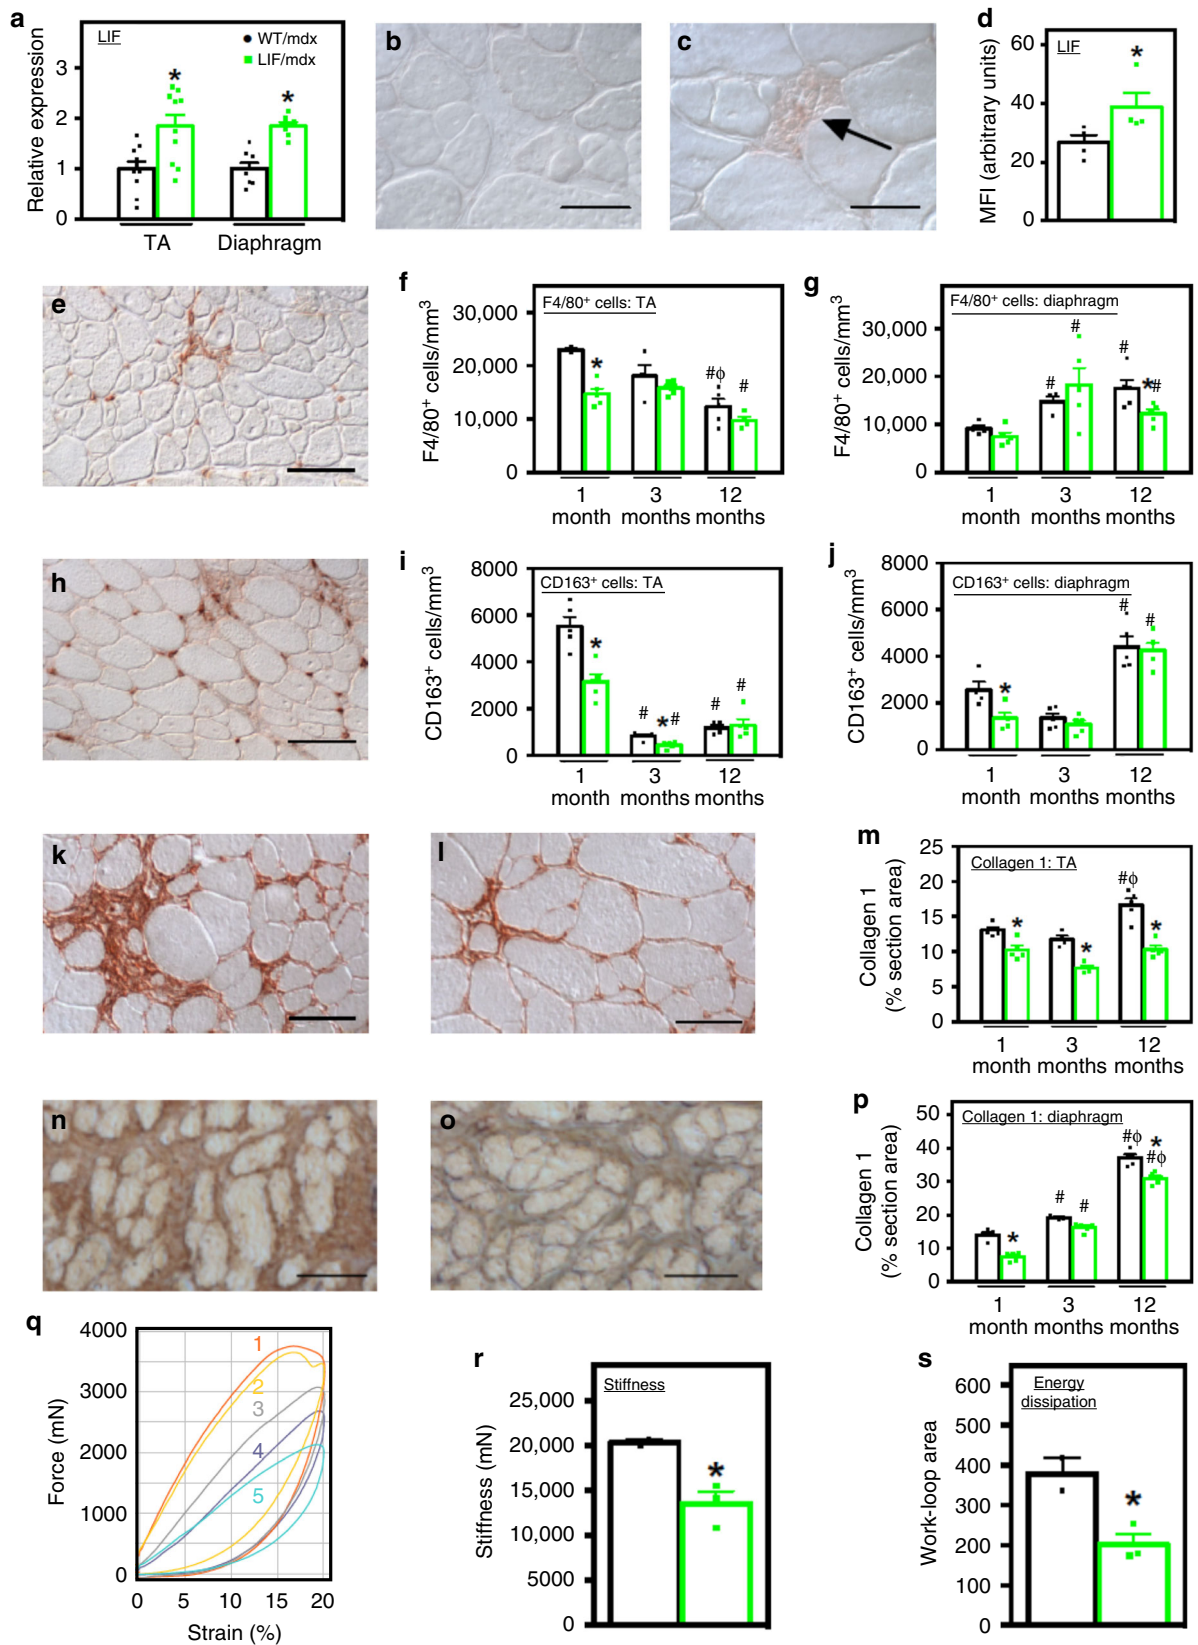 a
LIF
WT/mdx
LIF/mdx
Relative expression
3
2
1
0
*
*
TA
Diaphragm
b
c
d
LIF
MFI (arbitrary units)
60
40
20
0
*
e
f
F4/80⁺ cells: TA
F4/80⁺ cells/mm³
30,000
20,000
10,000
0
*
#ϕ
#
1 3 12
month months months
g
F4/80⁺ cells: diaphragm
F4/80⁺ cells/mm³
30,000
20,000
10,000
0
#
#
#
*#
1 3 12
month months months
h
i
CD163⁺ cells: TA
CD163⁺ cells/mm³
8000
6000
4000
2000
0
*
#
*#
#
#
1 3 12
month months months
j
CD163⁺ cells: diaphragm
CD163⁺ cells/mm³
8000
6000
4000
2000
0
*
#
#
1 3 12
month months months
k
l
m
Collagen 1: TA
Collagen 1
(% section area)
25
20
15
10
5
0
*
*
#ϕ
*
1 3 12
month months months
n
o
p
Collagen 1: diaphragm
Collagen 1
(% section area)
50
40
30
20
10
0
*
#
#
#ϕ
*
#ϕ
1 3 12
month months months
q
Force (mN)
4000
3000
2000
1000
0
1
2
3
4
5
0 5 10 15 20
Strain (%)
r
Stiffness
Stiffness (mN)
25,000
20,000
15,000
10,000
5000
0
*
s
Energy
dissipation
Work-loop area
600
500
400
300
200
100
0
*